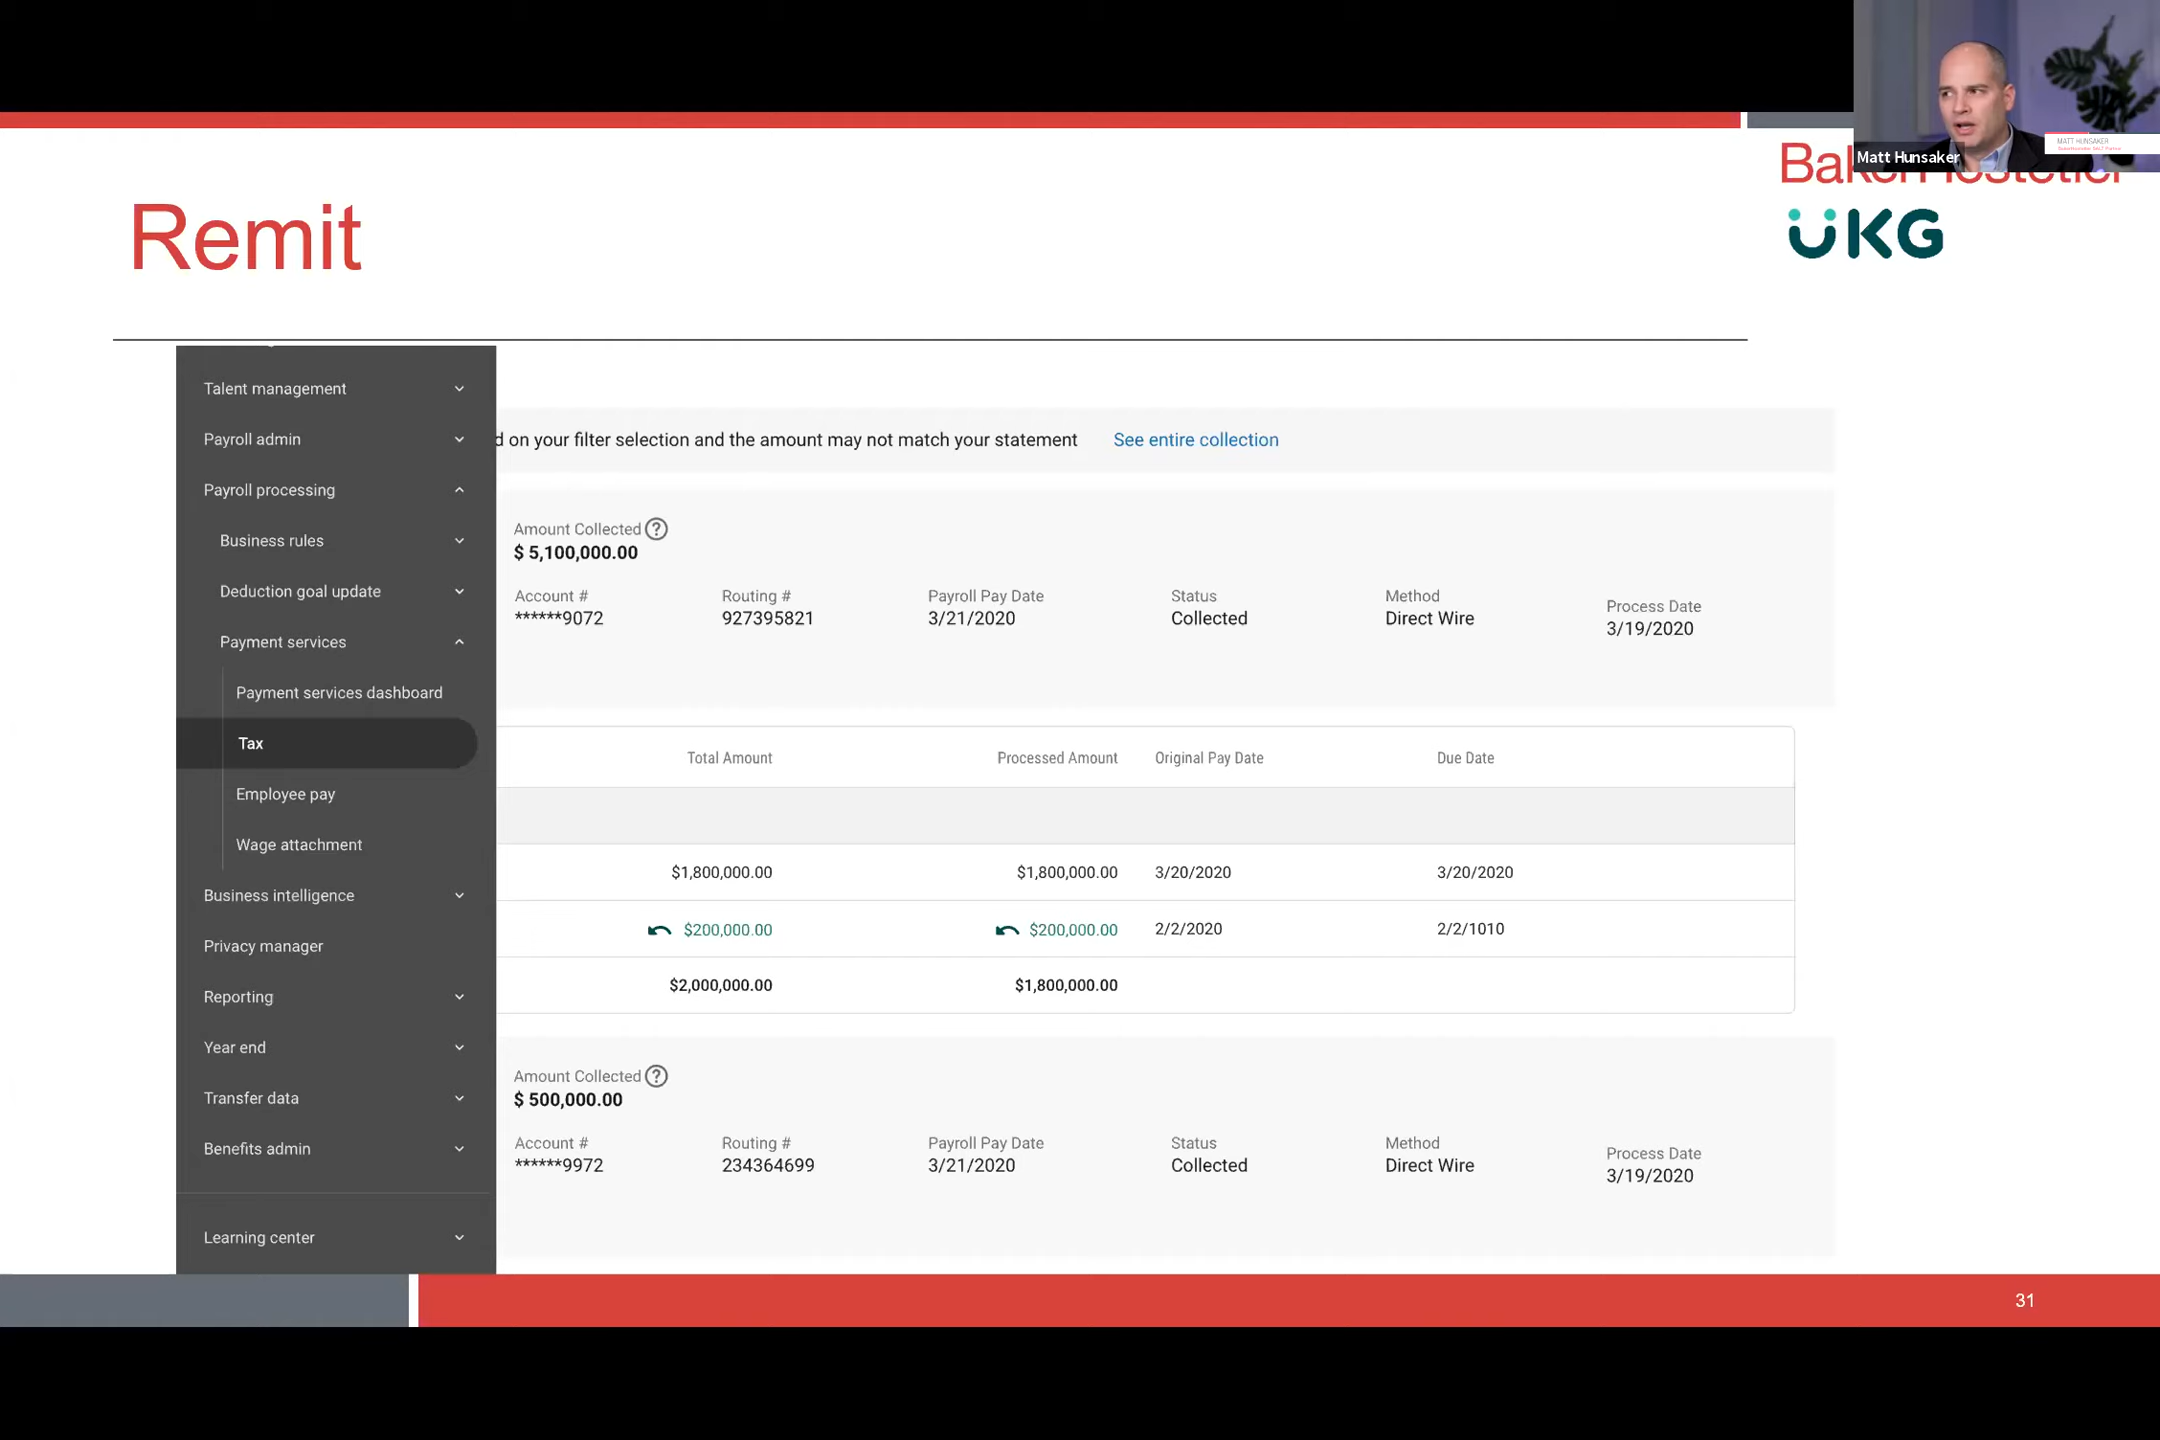 Matt Hunsaker
MATT HUNSAKER
BakerHostetler
UKG
Remit
Talent management
Payroll admin
Payroll processing
Business rules
Deduction goal update
Payment services
Payment services dashboard
Tax
Employee pay
Wage attachment
Business intelligence
Privacy manager
Reporting
Year end
Transfer data
Benefits admin
Learning center
d on your filter selection and the amount may not match your statement See entire collection
Amount Collected ?
$ 5,100,000.00
Account # Routing # Payroll Pay Date Status Method Process Date
******9072 927395821 3/21/2020 Collected Direct Wire 3/19/2020
Total Amount Processed Amount Original Pay Date Due Date
$1,800,000.00 $1,800,000.00 3/20/2020 3/20/2020
$200,000.00 $200,000.00 2/2/2020 2/2/1010
$2,000,000.00 $1,800,000.00
Amount Collected ?
$ 500,000.00
Account # Routing # Payroll Pay Date Status Method Process Date
******9972 234364699 3/21/2020 Collected Direct Wire 3/19/2020
31